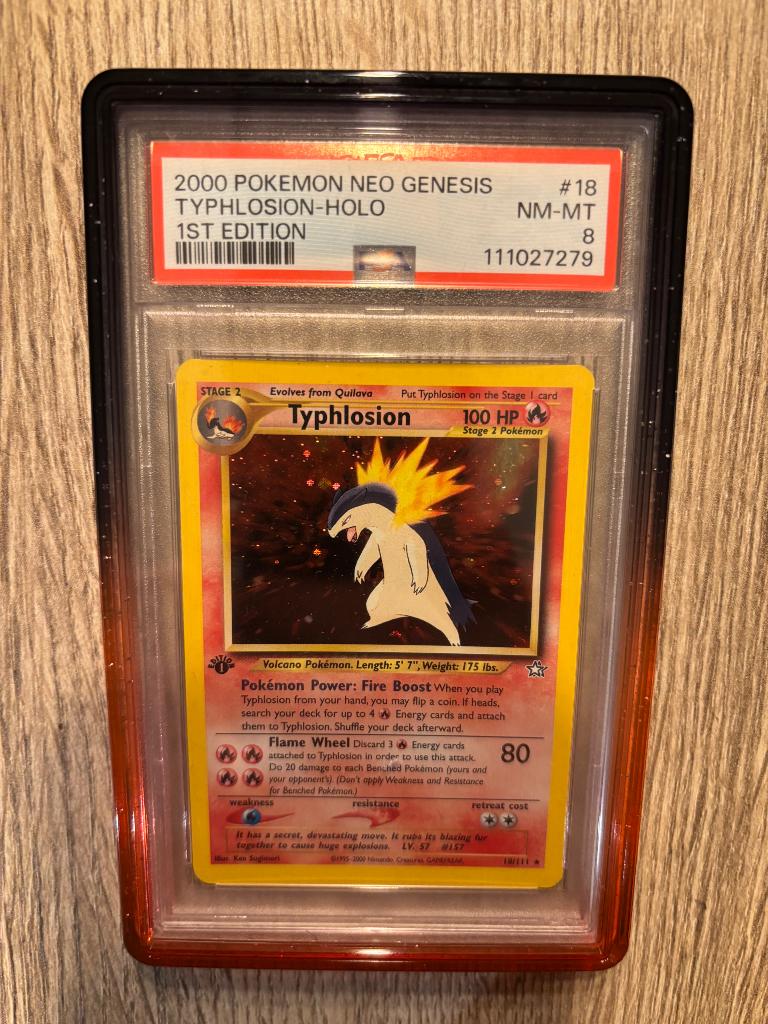 2000 POKEMON NEO GENESIS #18
TYPHLOSION-HOLO NM-MT
1ST EDITION 8
111027279
STAGE 2 Evolves from Quilava Put Typhlosion on the Stage 1 card
Typhlosion 100 HP
Stage 2 Pokémon
EDITION 1
Volcano Pokémon. Length: 5' 7", Weight: 175 lbs.
Pokémon Power: Fire Boost When you play
Typhlosion from your hand, you may flip a coin. If heads,
search your deck for up to 4 Energy cards and attach
them to Typhlosion. Shuffle your deck afterward.
Flame Wheel Discard 3 Energy cards
attached to Typhlosion in order to use this attack.
Do 20 damage to each Benched Pokémon (yours and
your opponent's). (Don't apply Weakness and Resistance
for Benched Pokémon.)
80
weakness resistance retreat cost
It has a secret, devastating move. It rubs its blazing fur
together to cause huge explosions. LV. 57 #157
Illus. Ken Sugimori ©1995-2000 Nintendo, Creatures, GAMEFREAK. 18/111 ★